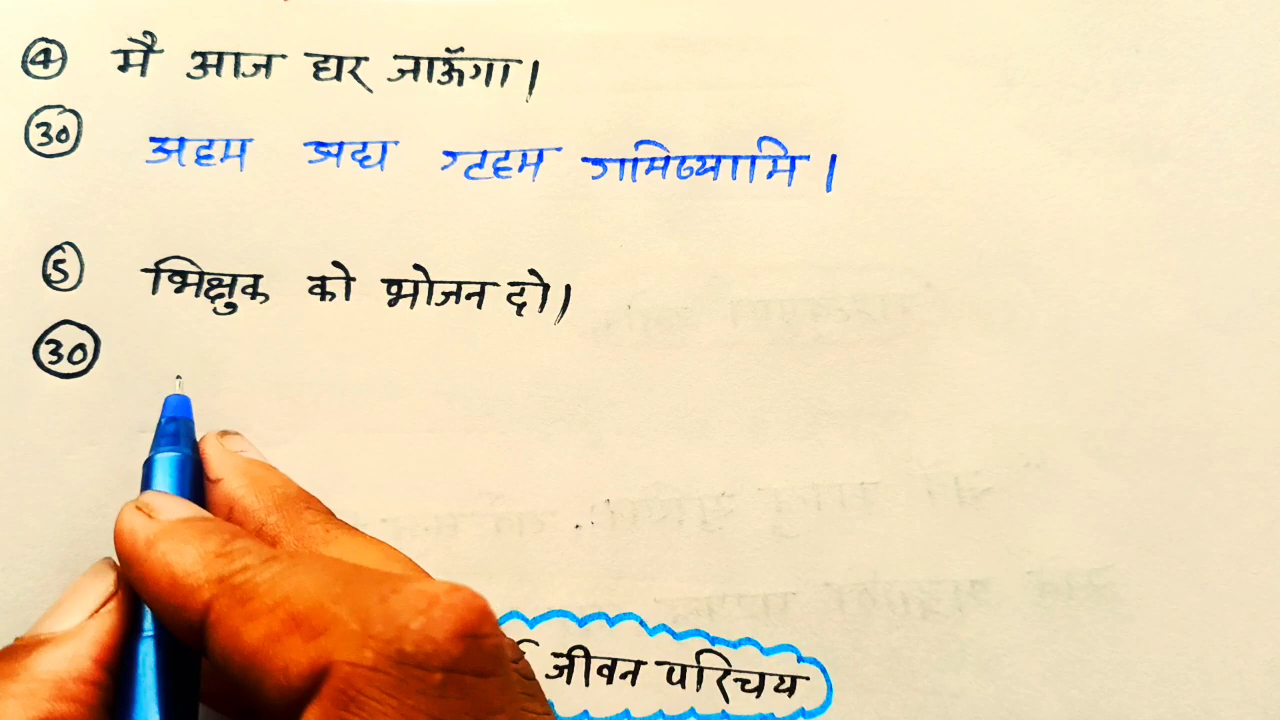 ④ मै आज घर जाऊँगा।
㉚ अहम अद्य गृहम गमिष्यामि।
⑤ भिक्षुक को भोजन दो।
㉚
जीवन परिचय